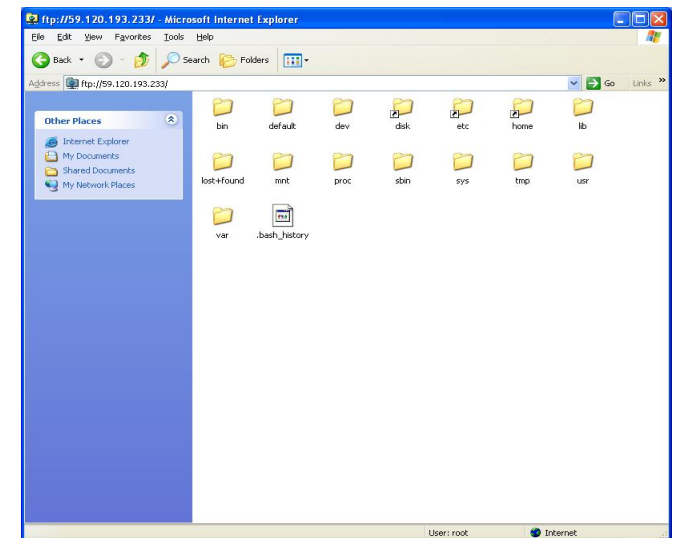 ftp://59.120.193.233/ - Microsoft Internet Explorer
File Edit View Favorites Tools Help
Back Search Folders
Address ftp://59.120.193.233/ Go Links »
Other Places
Internet Explorer
My Documents
Shared Documents
My Network Places
bin default dev disk etc home lib
lost+found mnt proc sbin sys tmp usr
var .bash_history
User: root Internet